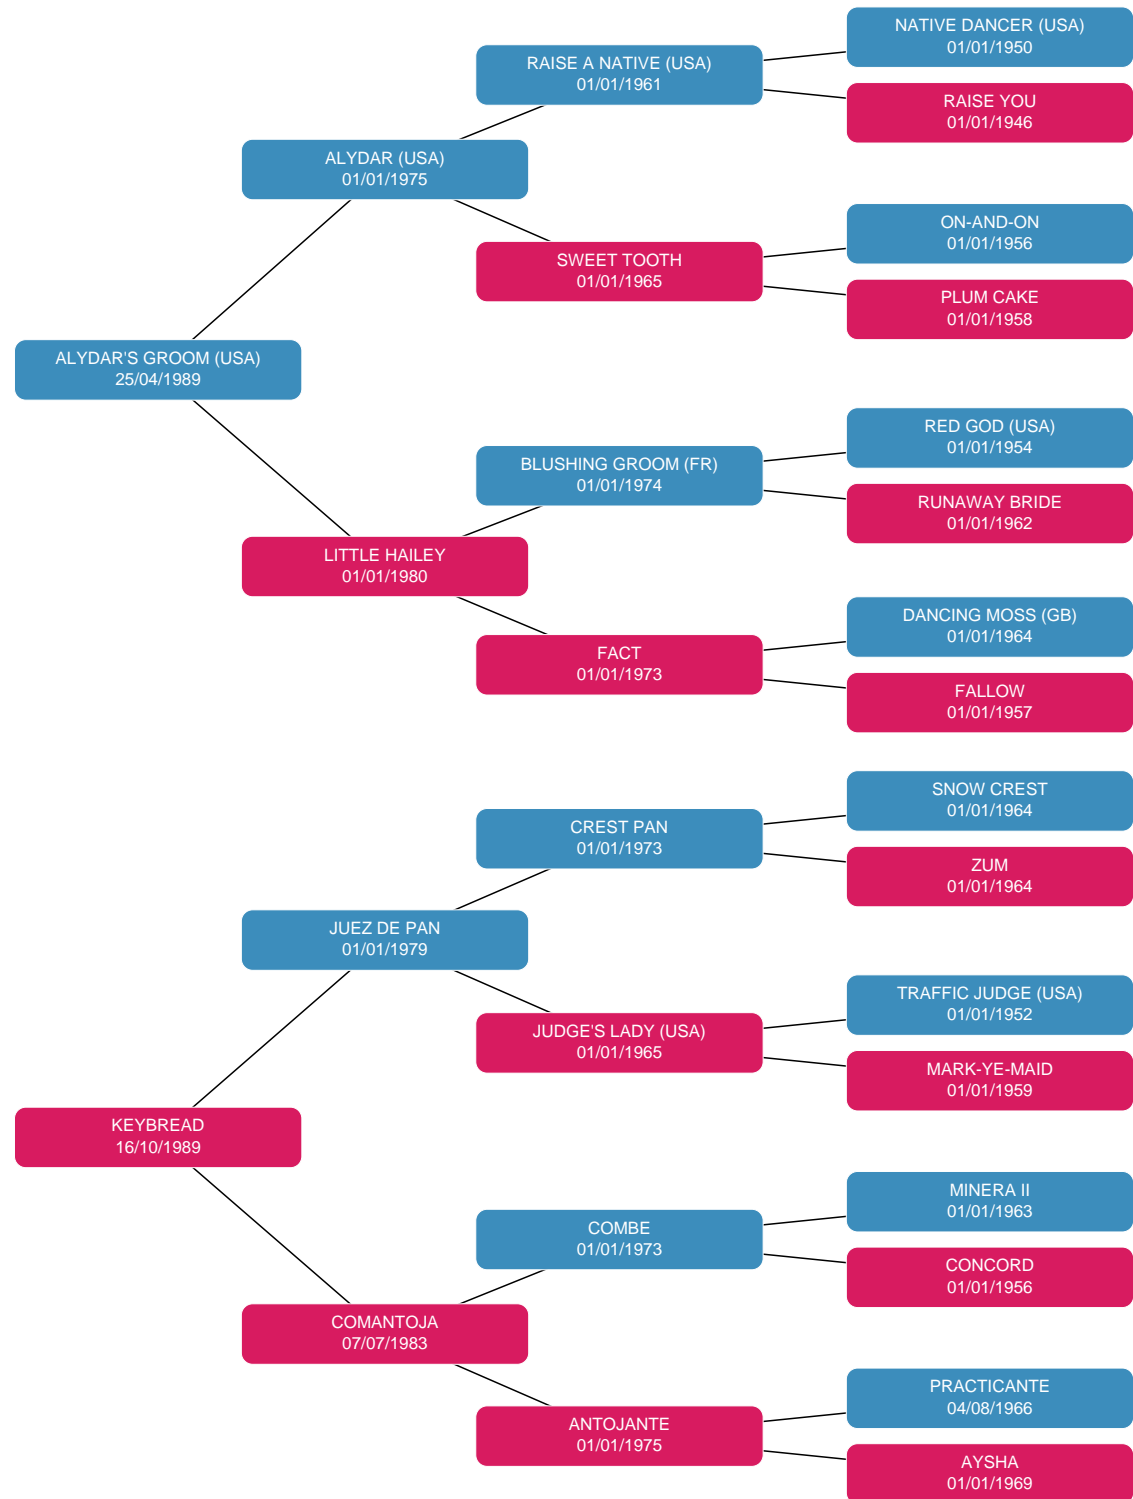 NATIVE DANCER (USA)
01/01/1950
RAISE A NATIVE (USA)
01/01/1961
RAISE YOU
01/01/1946
ALYDAR (USA)
01/01/1975
ON-AND-ON
01/01/1956
SWEET TOOTH
01/01/1965
PLUM CAKE
01/01/1958
ALYDAR'S GROOM (USA)
25/04/1989
RED GOD (USA)
01/01/1954
BLUSHING GROOM (FR)
01/01/1974
RUNAWAY BRIDE
01/01/1962
LITTLE HAILEY
01/01/1980
DANCING MOSS (GB)
01/01/1964
FACT
01/01/1973
FALLOW
01/01/1957
SNOW CREST
01/01/1964
CREST PAN
01/01/1973
ZUM
01/01/1964
JUEZ DE PAN
01/01/1979
TRAFFIC JUDGE (USA)
01/01/1952
JUDGE'S LADY (USA)
01/01/1965
MARK-YE-MAID
01/01/1959
KEYBREAD
16/10/1989
MINERA II
01/01/1963
COMBE
01/01/1973
CONCORD
01/01/1956
COMANTOJA
07/07/1983
PRACTICANTE
04/08/1966
ANTOJANTE
01/01/1975
AYSHA
01/01/1969